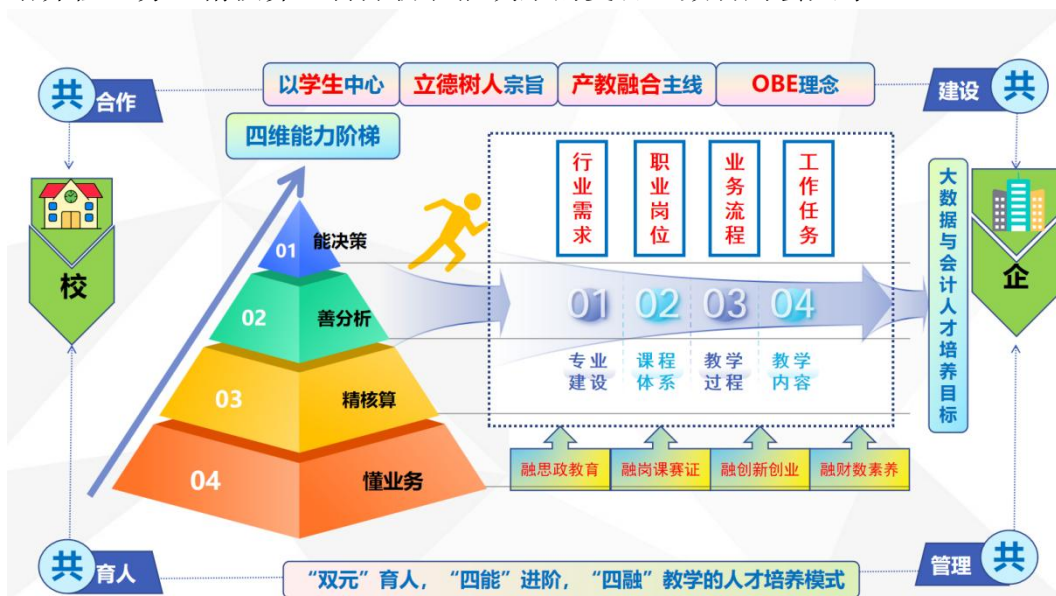 共 合作
以学生中心 立德树人宗旨 产教融合主线 OBE理念
建设 共
四维能力阶梯
行业需求
职业岗位
业务流程
工作任务
大数据与会计人才培养目标
校
企
01 能决策
02 善分析
03 精核算
04 懂业务
01 02 03 04
专业建设
课程体系
教学过程
教学内容
融思政教育 融岗课赛证 融创新创业 融财数素养
共 育人
“双元”育人，“四能”进阶，“四融”教学的人才培养模式
管理 共